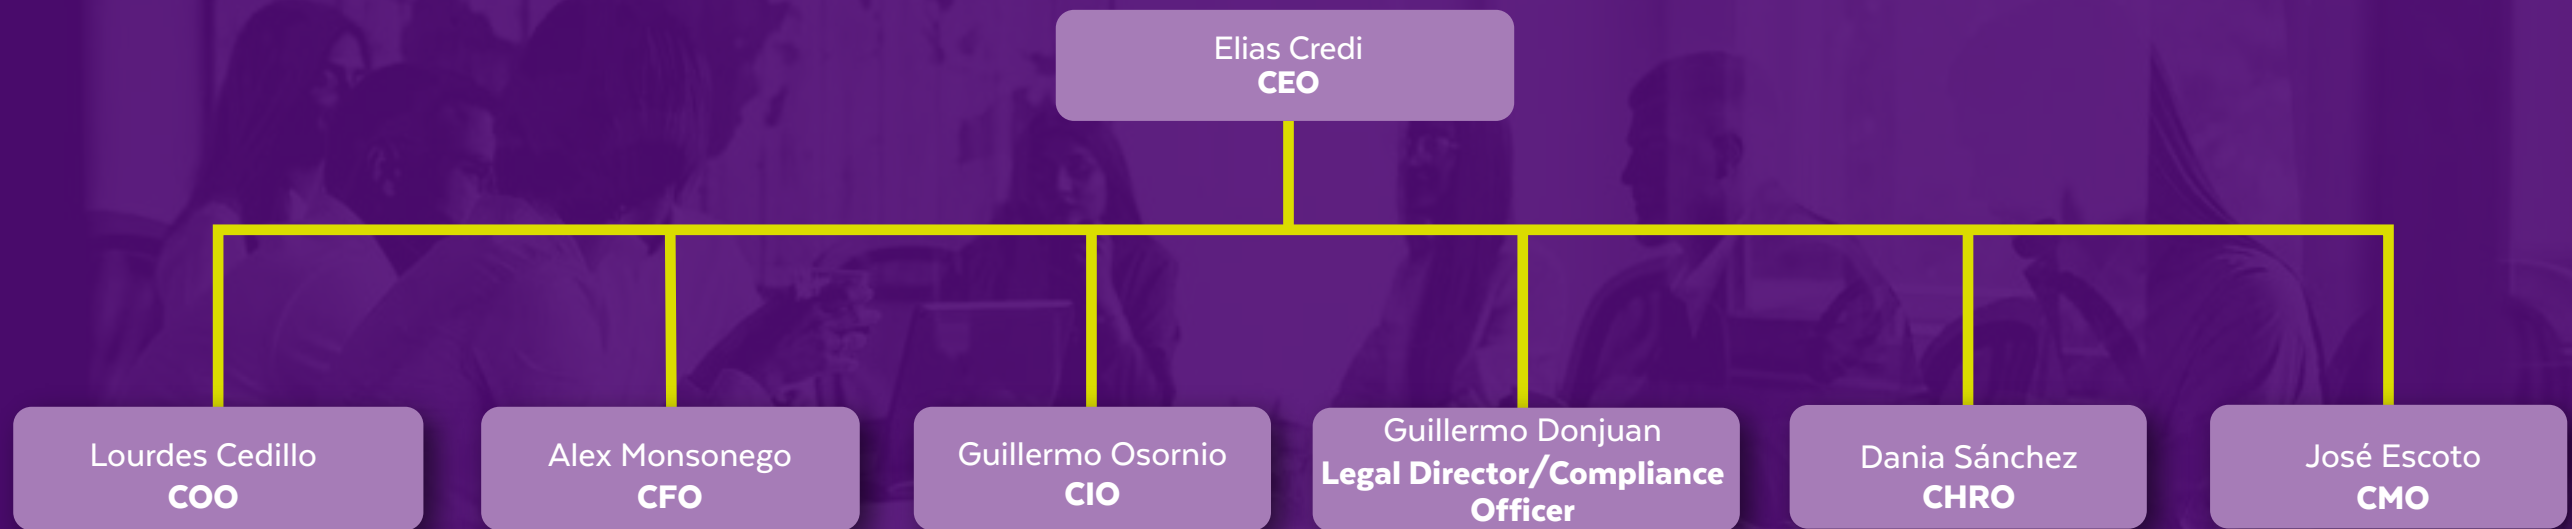 Elias Credi
CEO
Lourdes Cedillo
COO
Alex Monsonego
CFO
Guillermo Osornio
CIO
Guillermo Donjuan
Legal Director/Compliance
Officer
Dania Sánchez
CHRO
José Escoto
CMO